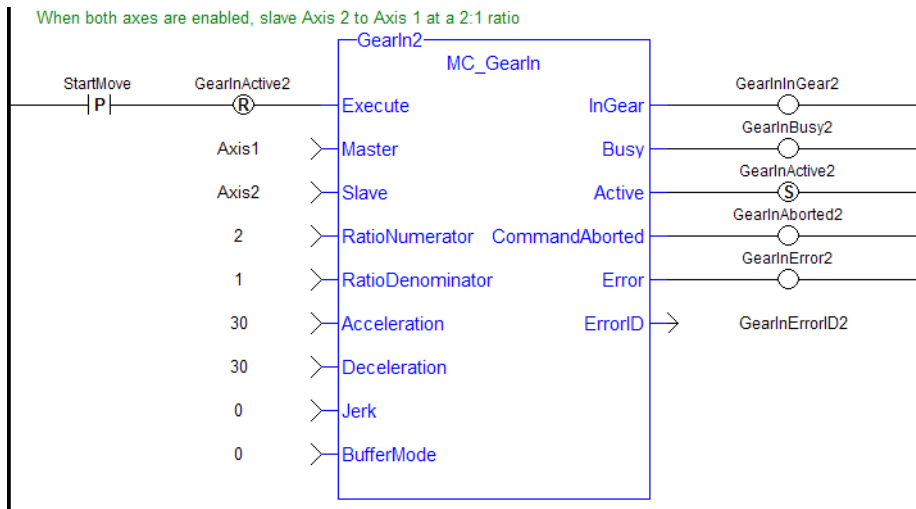 When both axes are enabled, slave Axis 2 to Axis 1 at a 2:1 ratio
GearIn2
MC_GearIn
StartMove GearInActive2 GearInInGear2
P R Execute InGear
GearInBusy2
Axis1 Master Busy
GearInActive2
Axis2 Slave Active S
GearInAborted2
2 RatioNumerator CommandAborted
GearInError2
1 RatioDenominator Error
30 Acceleration ErrorID GearInErrorID2
30 Deceleration
0 Jerk
0 BufferMode